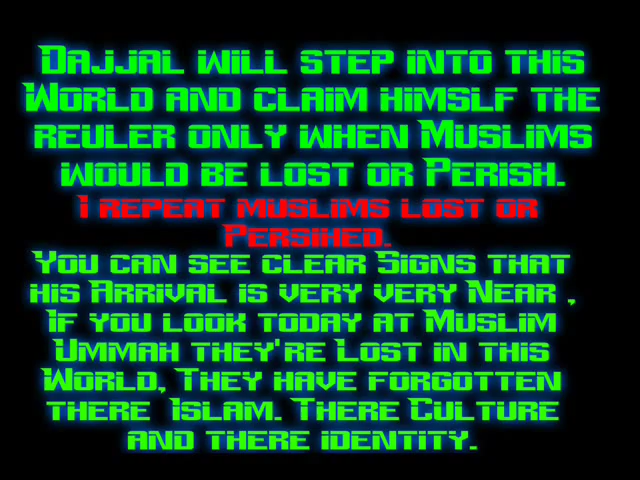 Dajjal will step into this
World and claim himslf the
reuler only when Muslims
would be lost or Perish.
I repeat muslims lost or
Persihed.
You can see clear Signs that
his Arrival is very very Near ,
If you look today at Muslim
Ummah they're Lost in this
World, They have forgotten
there Islam. There Culture
and there identity.